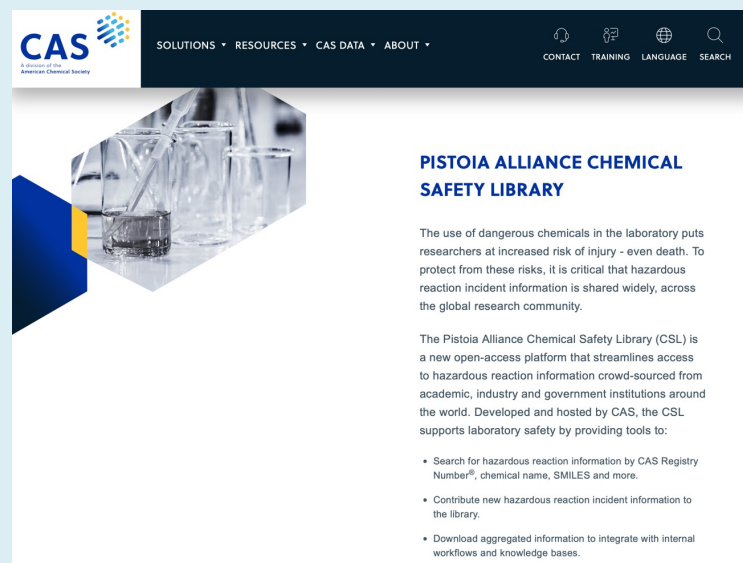 CAS
A division of the
American Chemical Society
SOLUTIONS ▾ RESOURCES ▾ CAS DATA ▾ ABOUT ▾
CONTACT TRAINING LANGUAGE SEARCH
PISTOIA ALLIANCE CHEMICAL
SAFETY LIBRARY
The use of dangerous chemicals in the laboratory puts
researchers at increased risk of injury - even death. To
protect from these risks, it is critical that hazardous
reaction incident information is shared widely, across
the global research community.
The Pistoia Alliance Chemical Safety Library (CSL) is
a new open-access platform that streamlines access
to hazardous reaction information crowd-sourced from
academic, industry and government institutions around
the world. Developed and hosted by CAS, the CSL
supports laboratory safety by providing tools to:
• Search for hazardous reaction information by CAS Registry
Number®, chemical name, SMILES and more.
• Contribute new hazardous reaction incident information to
the library.
• Download aggregated information to integrate with internal
workflows and knowledge bases.